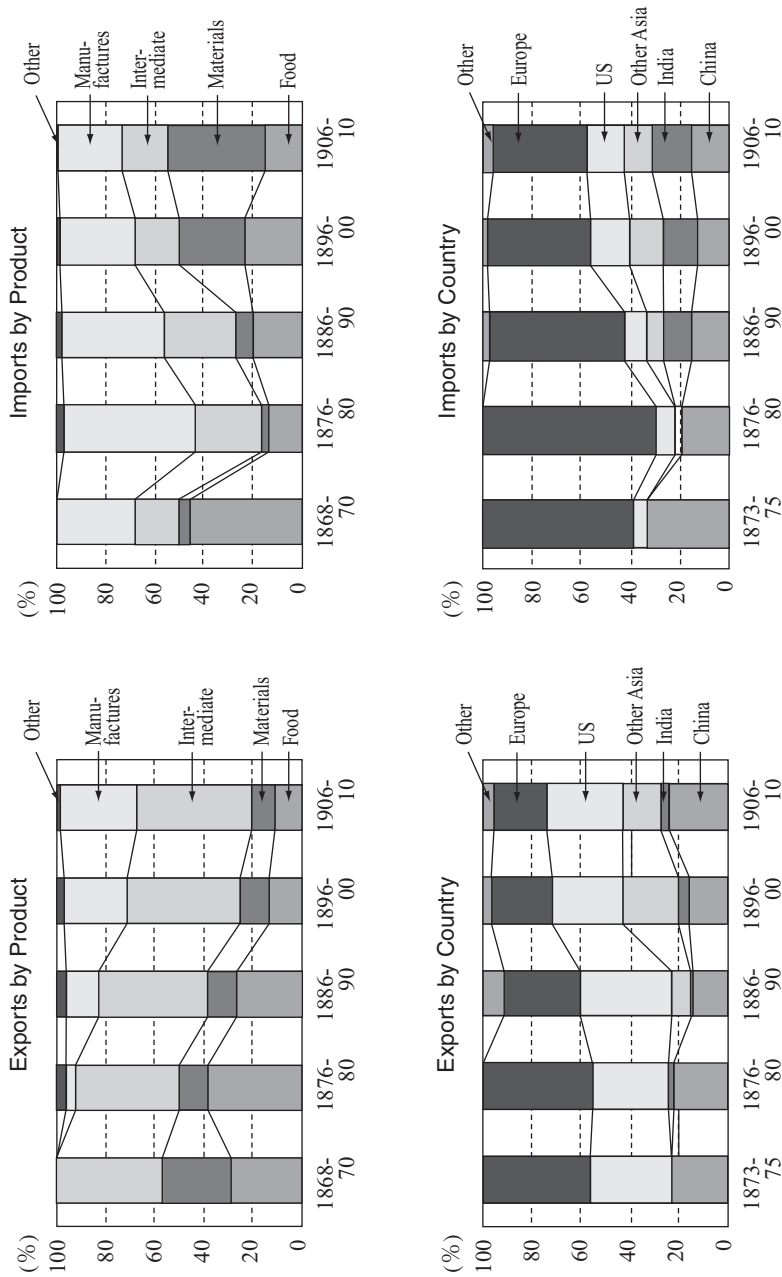 Exports by Product
(%)
100
80
60
40
20
0
1868-
70
1876-
80
1886-
90
1896-
00
1906-
10
Other
Manu-
factures
Inter-
mediate
Materials
Food
Imports by Product
(%)
100
80
60
40
20
0
1868-
70
1876-
80
1886-
90
1896-
00
1906-
10
Other
Manu-
factures
Inter-
mediate
Materials
Food
Exports by Country
(%)
100
80
60
40
20
0
1873-
75
1876-
80
1886-
90
1896-
00
1906-
10
Other
Europe
US
Other Asia
India
China
Imports by Country
(%)
100
80
60
40
20
0
1873-
75
1876-
80
1886-
90
1896-
00
1906-
10
Other
Europe
US
Other Asia
India
China